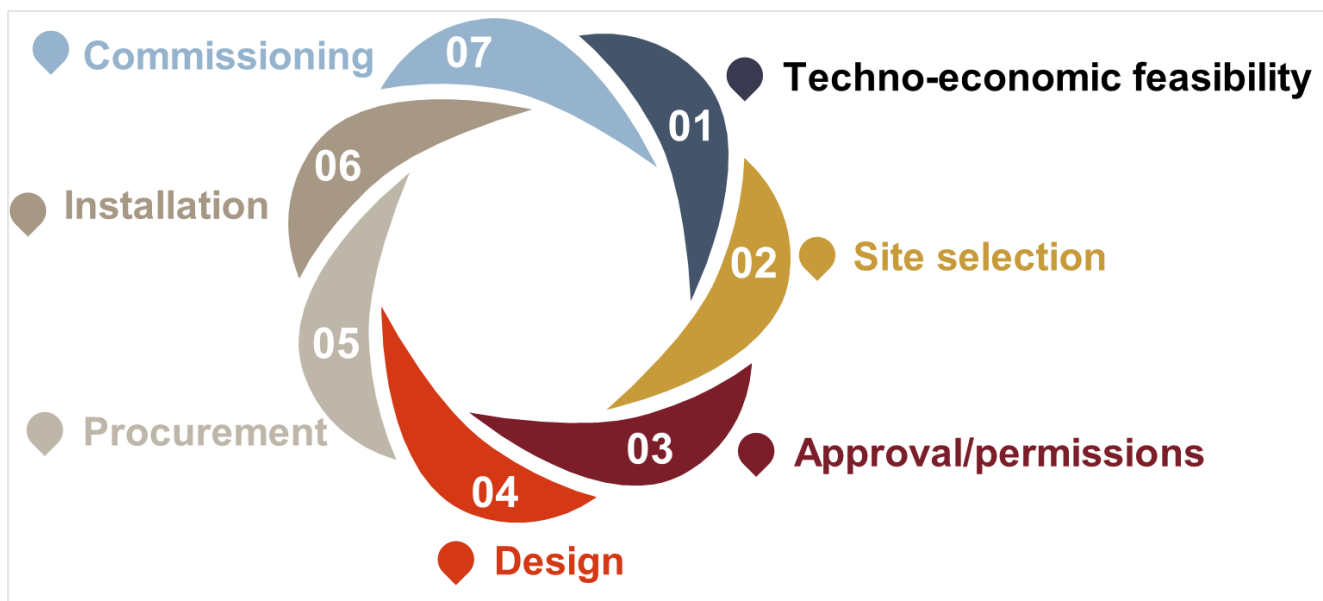 01
Techno-economic feasibility
02
Site selection
03
Approval/permissions
04
Design
05
Procurement
06
Installation
07
Commissioning